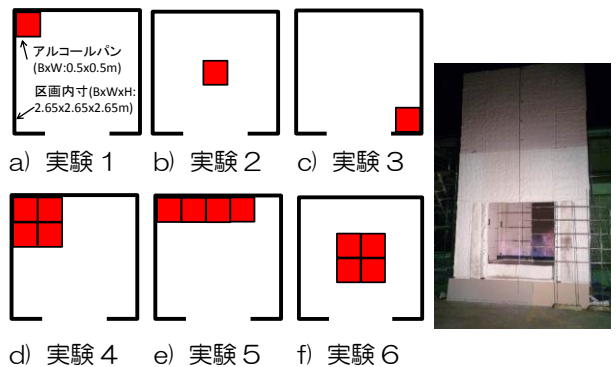 アルコールパン
(BxW:0.5x0.5m)
区画内寸(BxWxH:
2.65x2.65x2.65m)
a) 実験１
b) 実験２
c) 実験３
d) 実験４
e) 実験５
f) 実験６